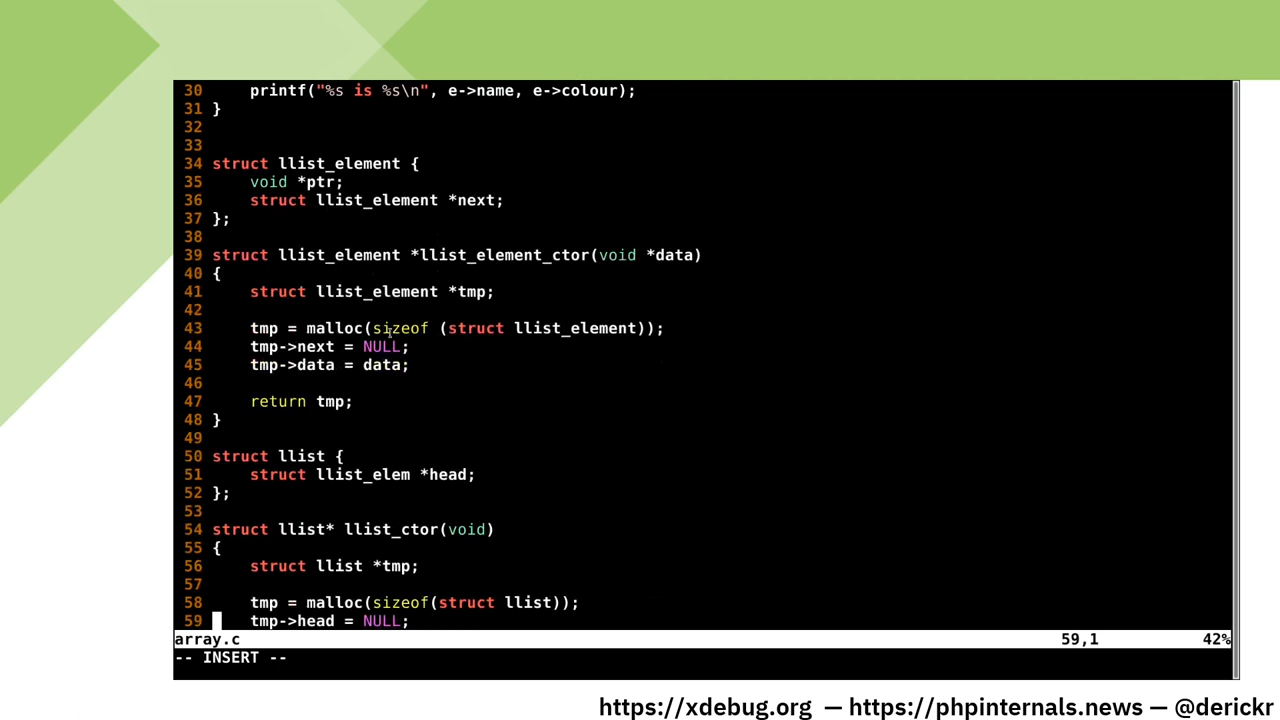 30     printf("%s is %s\n", e->name, e->colour);
31 }
32
33
34 struct llist_element {
35     void *ptr;
36     struct llist_element *next;
37 };
38
39 struct llist_element *llist_element_ctor(void *data)
40 {
41     struct llist_element *tmp;
42
43     tmp = malloc(sizeof (struct llist_element));
44     tmp->next = NULL;
45     tmp->data = data;
46
47     return tmp;
48 }
49
50 struct llist {
51     struct llist_elem *head;
52 };
53
54 struct llist* llist_ctor(void)
55 {
56     struct llist *tmp;
57
58     tmp = malloc(sizeof(struct llist));
59     tmp->head = NULL;
array.c 59,1 42%
-- INSERT --
https://xdebug.org — https://phpinternals.news — @derickr